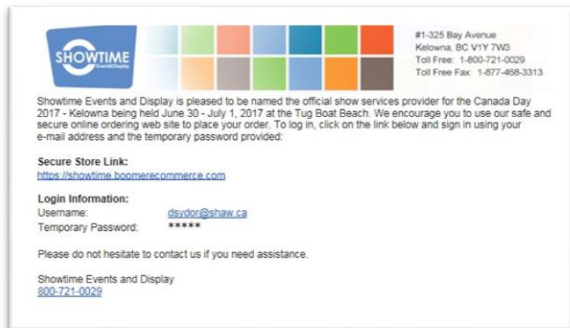 SHOWTIME
Event&Display
#1-325 Bay Avenue
Kelowna, BC V1Y 7W3
Toll Free: 1-800-721-0029
Toll Free Fax: 1-877-468-3313
Showtime Events and Display is pleased to be named the official show services provider for the Canada Day
2017 - Kelowna being held June 30 - July 1, 2017 at the Tug Boat Beach. We encourage you to use our safe and
secure online ordering web site to place your order. To log in, click on the link below and sign in using your
e-mail address and the temporary password provided:
Secure Store Link:
https://showtime.boomerecommerce.com
Login Information:
Username: dsydor@shaw.ca
Temporary Password: *****
Please do not hesitate to contact us if you need assistance.
Showtime Events and Display
800-721-0029